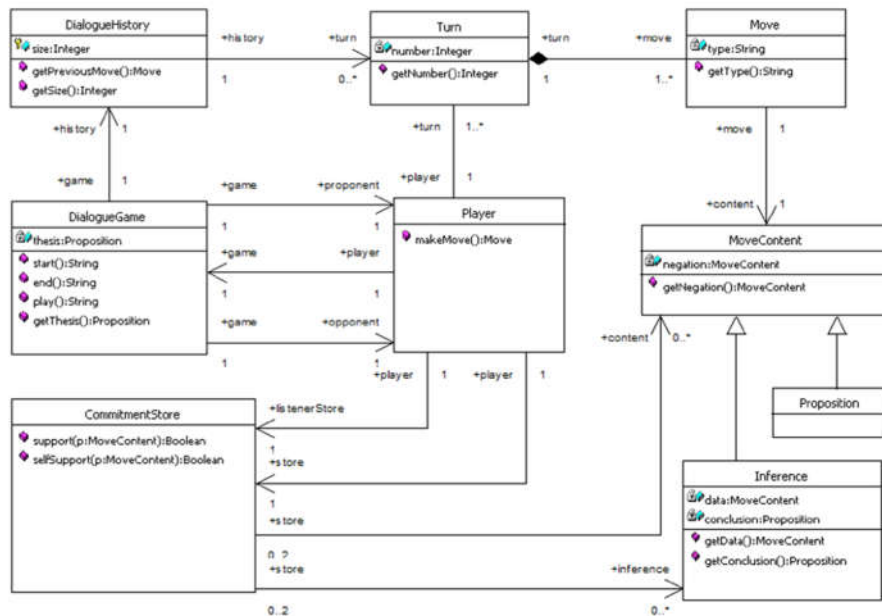 DialogueHistory
size:Integer
getPreviousMove():Move
getSize():Integer
+history
1
+turn
0..*
Turn
number:Integer
getNumber():Integer
+turn
1
+move
1..*
Move
type:String
getType():String
+history
1
+game
1
+turn
1..*
+player
1
+move
1
+content
1
DialogueGame
thesis:Proposition
start():String
end():String
play():String
getThesis():Proposition
+game
1
+proponent
1
+game
1
+player
1
+game
1
+opponent
1
Player
makeMove():Move
MoveContent
negation:MoveContent
getNegation():MoveContent
+player
1
+player
1
+content
0..*
Proposition
CommitmentStore
support(p:MoveContent):Boolean
selfSupport(p:MoveContent):Boolean
+listenerStore
1
+store
1
+store
0..2
+store
0..2
+inference
0..*
Inference
data:MoveContent
conclusion:Proposition
getData():MoveContent
getConclusion():Proposition